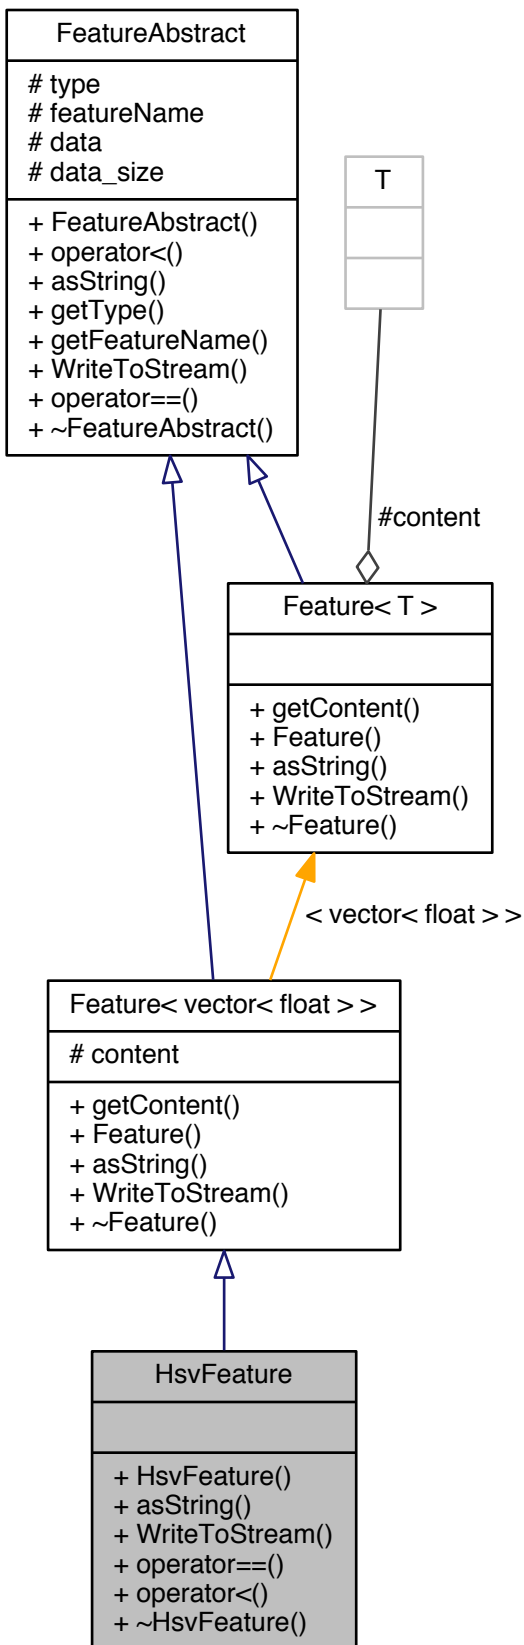 FeatureAbstract
# type
# featureName
# data
# data_size
+ FeatureAbstract()
+ operator<()
+ asString()
+ getType()
+ getFeatureName()
+ WriteToStream()
+ operator==()
+ ~FeatureAbstract()
T
#content
Feature< T >
+ getContent()
+ Feature()
+ asString()
+ WriteToStream()
+ ~Feature()
< vector< float > >
Feature< vector< float > >
# content
+ getContent()
+ Feature()
+ asString()
+ WriteToStream()
+ ~Feature()
HsvFeature
+ HsvFeature()
+ asString()
+ WriteToStream()
+ operator==()
+ operator<()
+ ~HsvFeature()